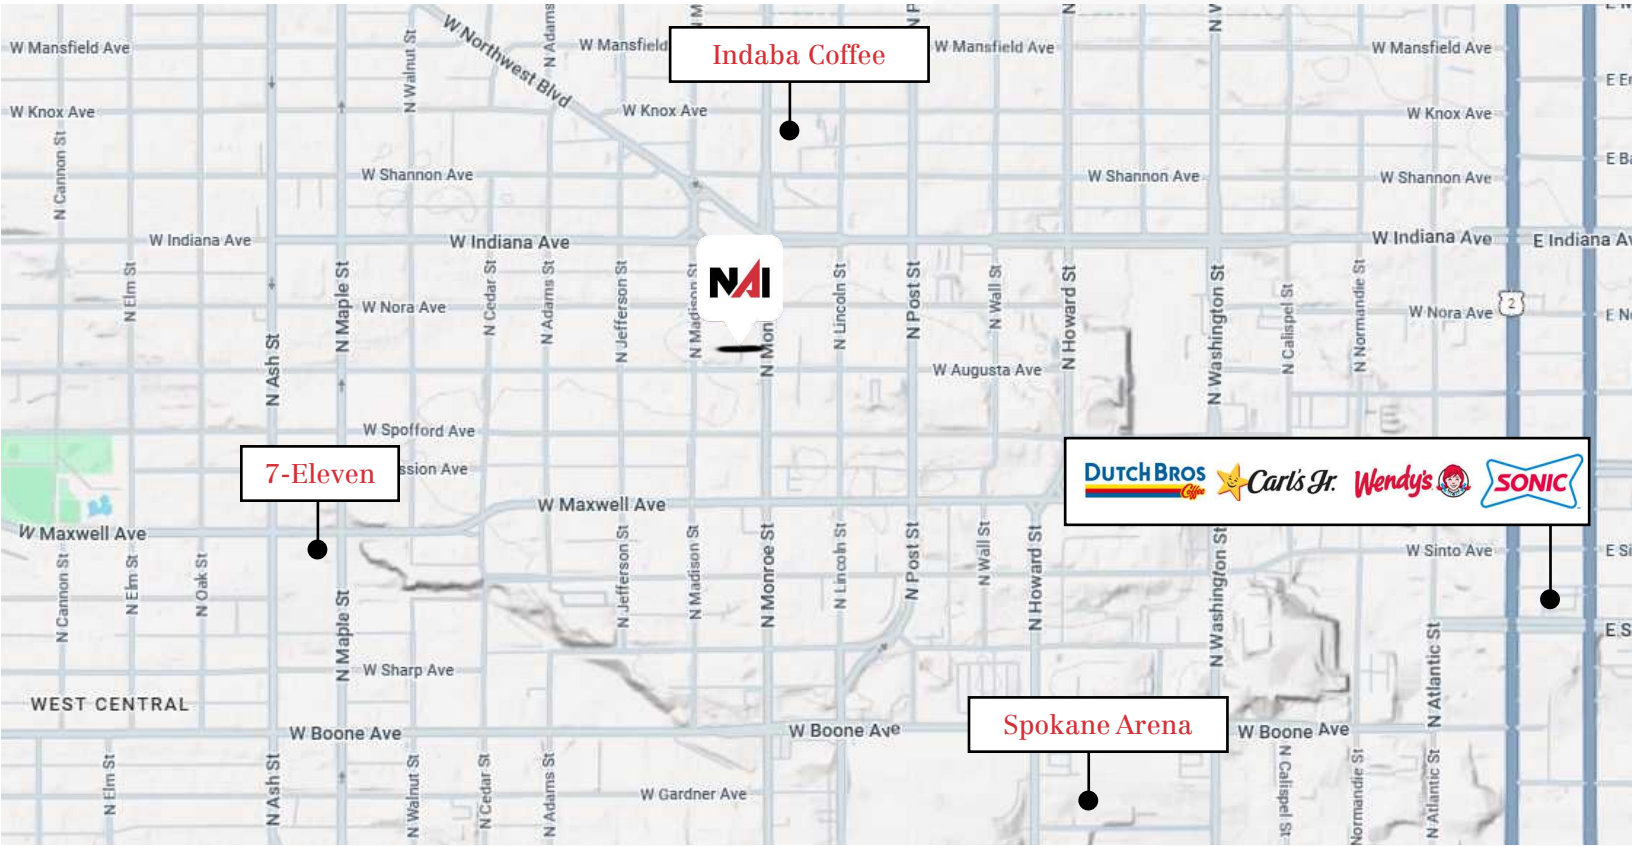 W Northwest Blvd
N Adams
W Mansfield Ave
N Walnut St
W Mansfield
Indaba Coffee
W Mansfield Ave
W Mansfield Ave
W Knox Ave
W Knox Ave
W Knox Ave
N Cannon St
W Shannon Ave
W Shannon Ave
W Shannon Ave
W Indiana Ave
W Indiana Ave
W Indiana Ave
E Indiana Av
N Elm St
N Maple St
W Nora Ave
N Cedar St
N Adams St
N Jefferson St
N Madison St
NAI
N Mon
N Lincoln St
N Post St
N Wall St
N Howard St
N Washington St
N Calispel St
N Normandie St
W Nora Ave
2
N Ash St
W Augusta Ave
W Spofford Ave
7-Eleven
ssion Ave
DUTCH BROS Coffee
Carl's Jr.
Wendy's
SONIC
W Maxwell Ave
W Maxwell Ave
N Cannon St
N Elm St
N Oak St
N Maple St
N Jefferson St
N Madison St
N Monroe St
N Lincoln St
N Post St
N Wall St
N Howard St
N Washington St
W Sinto Ave
E Si
E S
N Atlantic St
W Sharp Ave
WEST CENTRAL
W Boone Ave
W Boone Ave
Spokane Arena
W Boone Ave
N Elm St
N Ash St
N Walnut St
N Cedar St
N Adams St
W Gardner Ave
N Calispel St
Normandie St
N Atlantic St